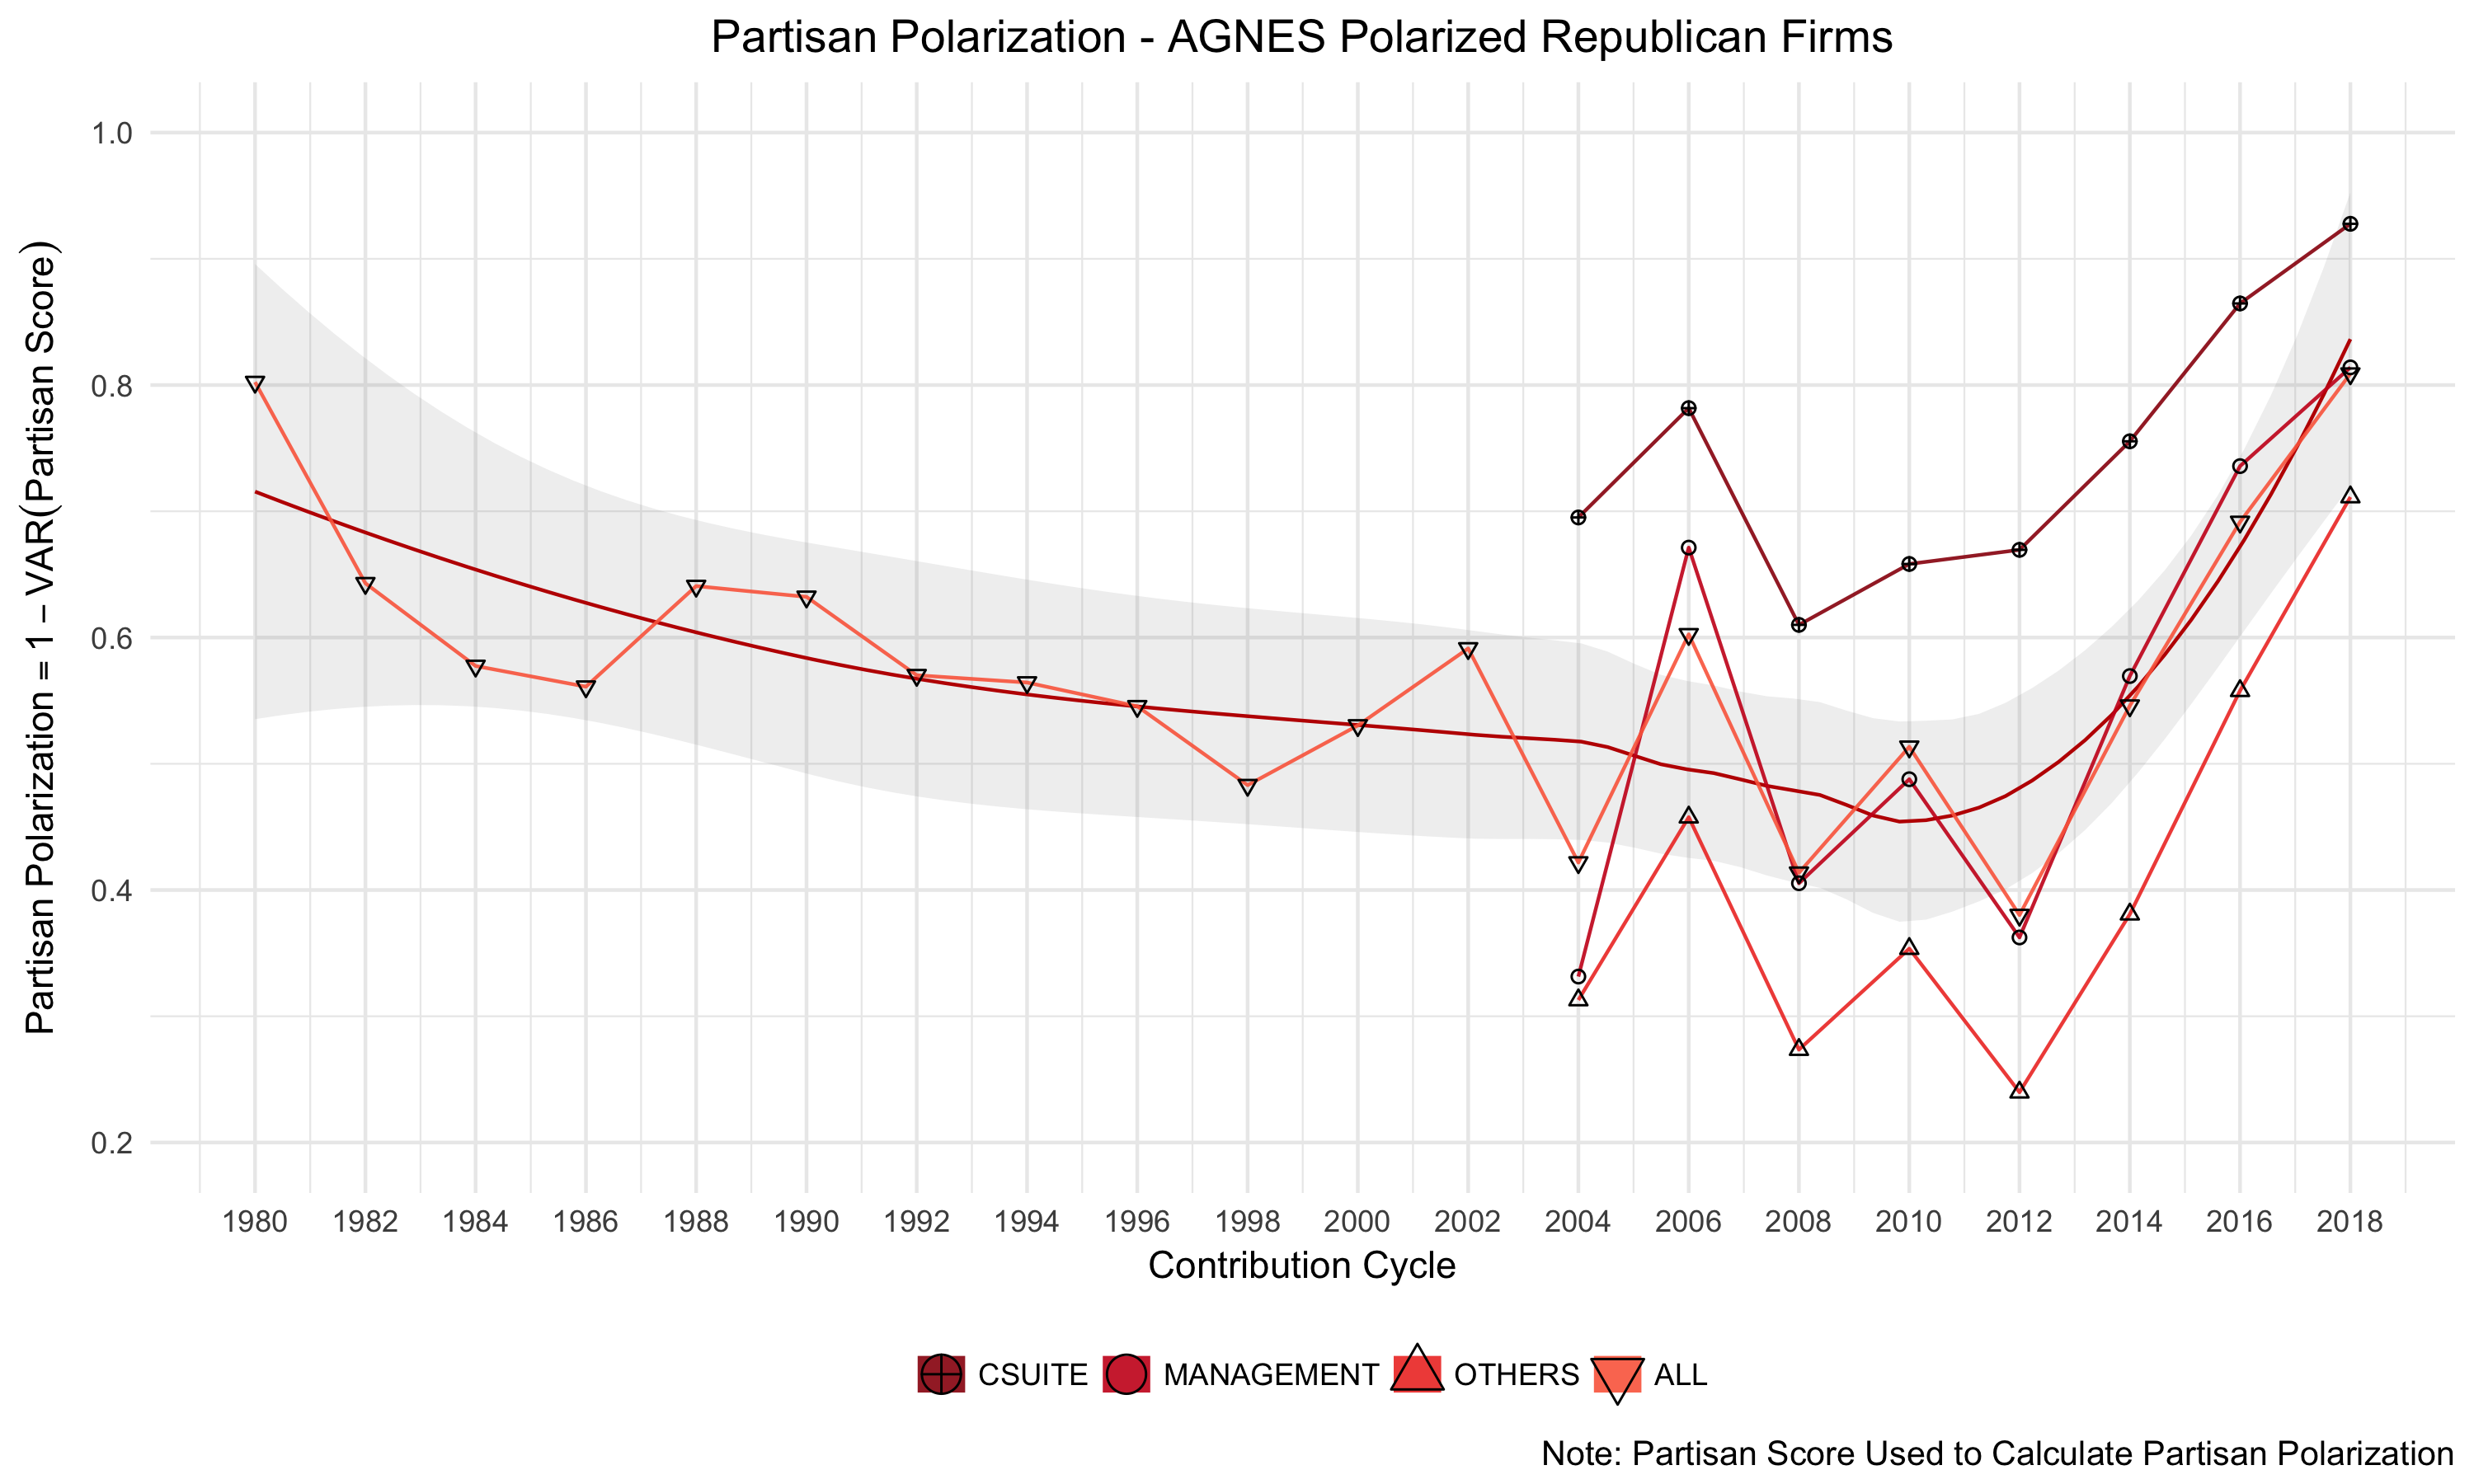 Partisan Polarization - AGNES Polarized Republican Firms
Partisan Polarization = 1 – VAR(Partisan Score)
1.0
0.8
0.6
0.4
0.2
1980 1982 1984 1986 1988 1990 1992 1994 1996 1998 2000 2002 2004 2006 2008 2010 2012 2014 2016 2018
Contribution Cycle
CSUITE MANAGEMENT OTHERS ALL
Note: Partisan Score Used to Calculate Partisan Polarization